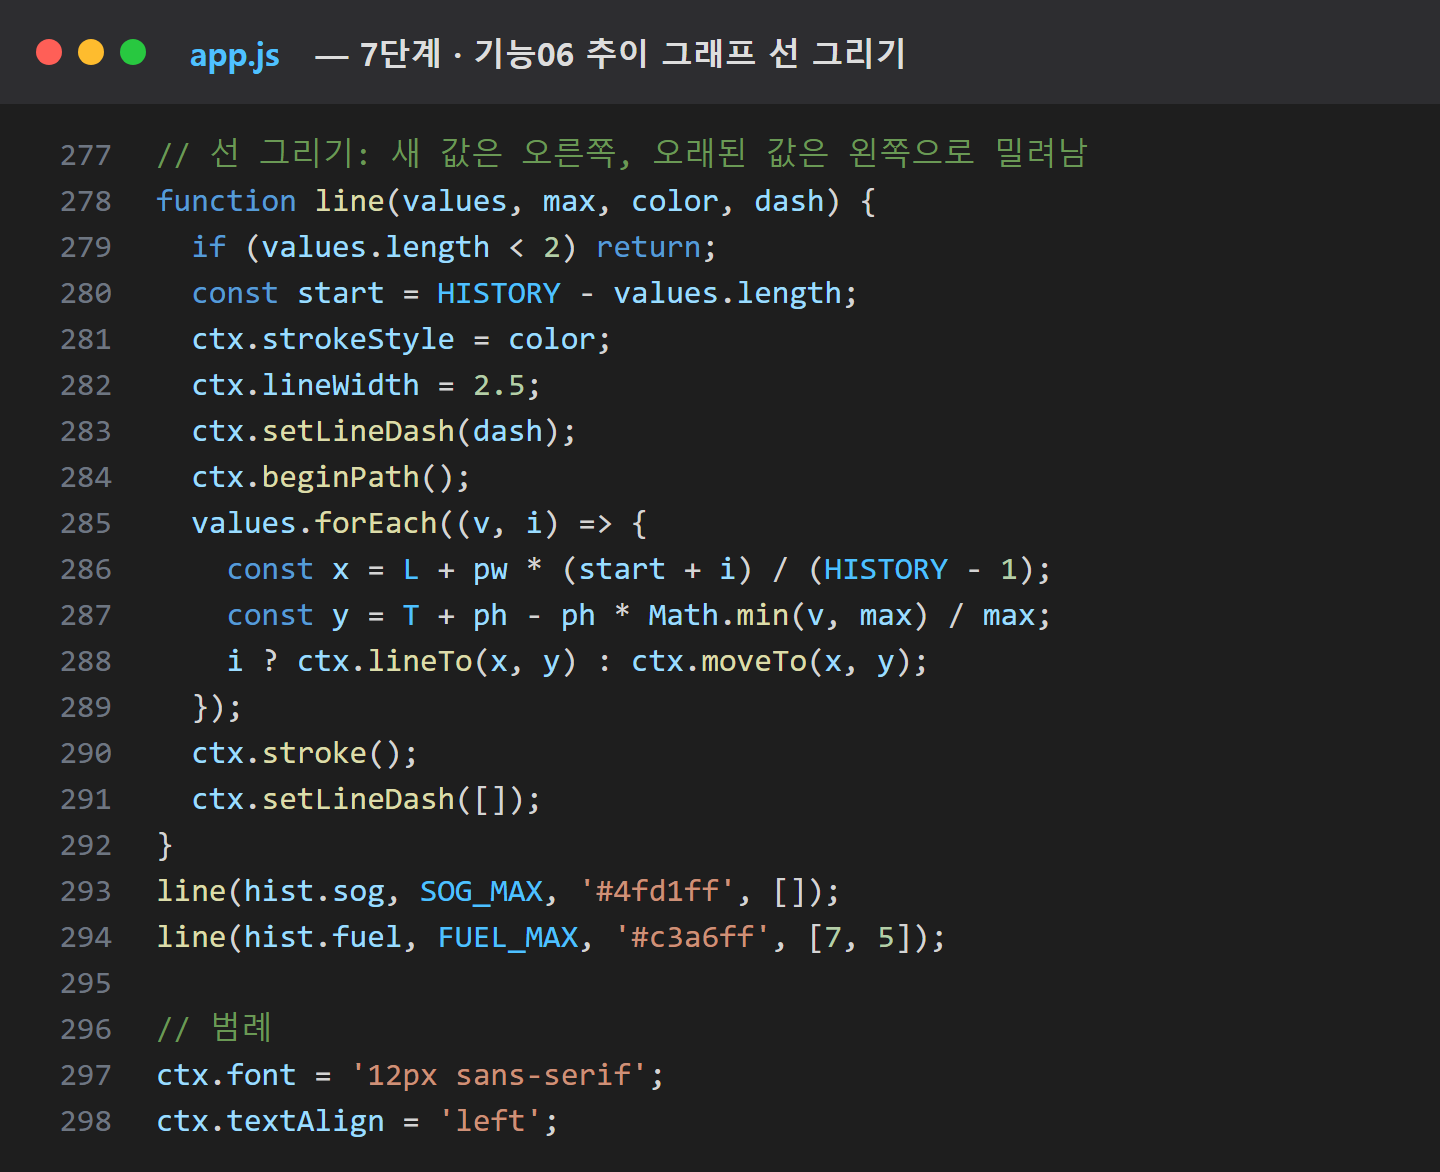 app.js — 7단계 · 기능06 추이 그래프 선 그리기
277 // 선 그리기: 새 값은 오른쪽, 오래된 값은 왼쪽으로 밀려남
278 function line(values, max, color, dash) {
279   if (values.length < 2) return;
280   const start = HISTORY - values.length;
281   ctx.strokeStyle = color;
282   ctx.lineWidth = 2.5;
283   ctx.setLineDash(dash);
284   ctx.beginPath();
285   values.forEach((v, i) => {
286     const x = L + pw * (start + i) / (HISTORY - 1);
287     const y = T + ph - ph * Math.min(v, max) / max;
288     i ? ctx.lineTo(x, y) : ctx.moveTo(x, y);
289   });
290   ctx.stroke();
291   ctx.setLineDash([]);
292 }
293 line(hist.sog, SOG_MAX, '#4fd1ff', []);
294 line(hist.fuel, FUEL_MAX, '#c3a6ff', [7, 5]);
295
296 // 범례
297 ctx.font = '12px sans-serif';
298 ctx.textAlign = 'left';